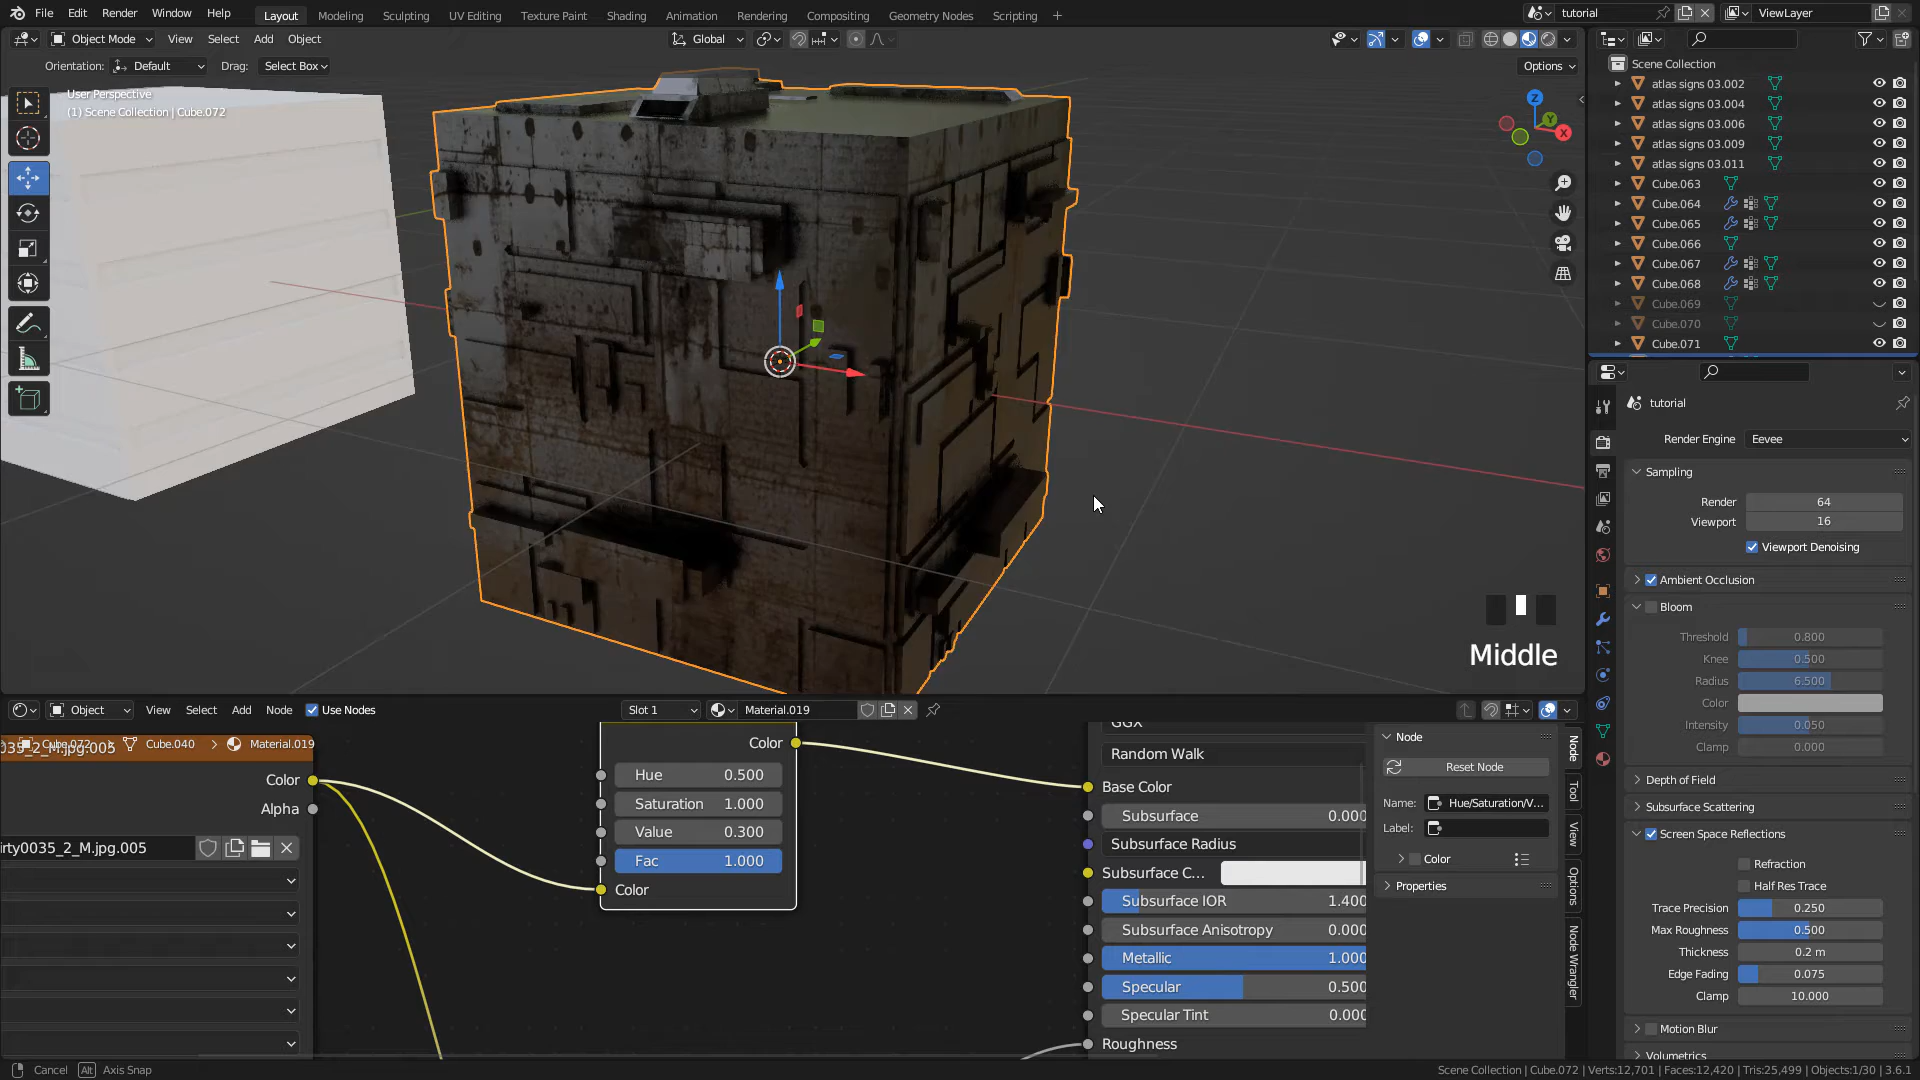 File Edit Render Window Help Layout Modeling Sculpting UV Editing Texture Paint Shading Animation Rendering Compositing Geometry Nodes Scripting + tutorial ViewLayer
Object Mode View Select Add Object Global
Orientation: Default Drag: Select Box Options
User Perspective
(1) Scene Collection | Cube.072
Z
Y
X
Middle
Scene Collection
atlas signs 03.002
atlas signs 03.004
atlas signs 03.006
atlas signs 03.009
atlas signs 03.011
Cube.063
Cube.064
Cube.065
Cube.066
Cube.067
Cube.068
Cube.069
Cube.070
Cube.071
tutorial
Render Engine Eevee
Sampling
Render 64
Viewport 16
Viewport Denoising
Ambient Occlusion
Bloom
Threshold 0.800
Knee 0.500
Radius 6.500
Color
Intensity 0.050
Clamp 0.000
Depth of Field
Subsurface Scattering
Screen Space Reflections
Refraction
Half Res Trace
Trace Precision 0.250
Max Roughness 0.500
Thickness 0.2 m
Edge Fading 0.075
Clamp 10.000
Motion Blur
Volumetrics
Object View Select Add Node Use Nodes Slot 1 Material.019
Cube.072 Cube.040 Material.019
035_2_M.jpg.005
Color
Alpha
irty0035_2_M.jpg.005
Color
Hue 0.500
Saturation 1.000
Value 0.300
Fac 1.000
Color
GGX
Random Walk
Base Color
Subsurface 0.000
Subsurface Radius
Subsurface C...
Subsurface IOR 1.400
Subsurface Anisotropy 0.000
Metallic 1.000
Specular 0.500
Specular Tint 0.000
Roughness
Node
Reset Node
Name: Hue/Saturation/V...
Label:
Color
Properties
Node
Tool
View
Options
Node Wrangler
Cancel Alt Axis Snap
Scene Collection | Cube.072 | Verts:12,701 | Faces:12,420 | Tris:25,499 | Objects:1/30 | 3.6.1